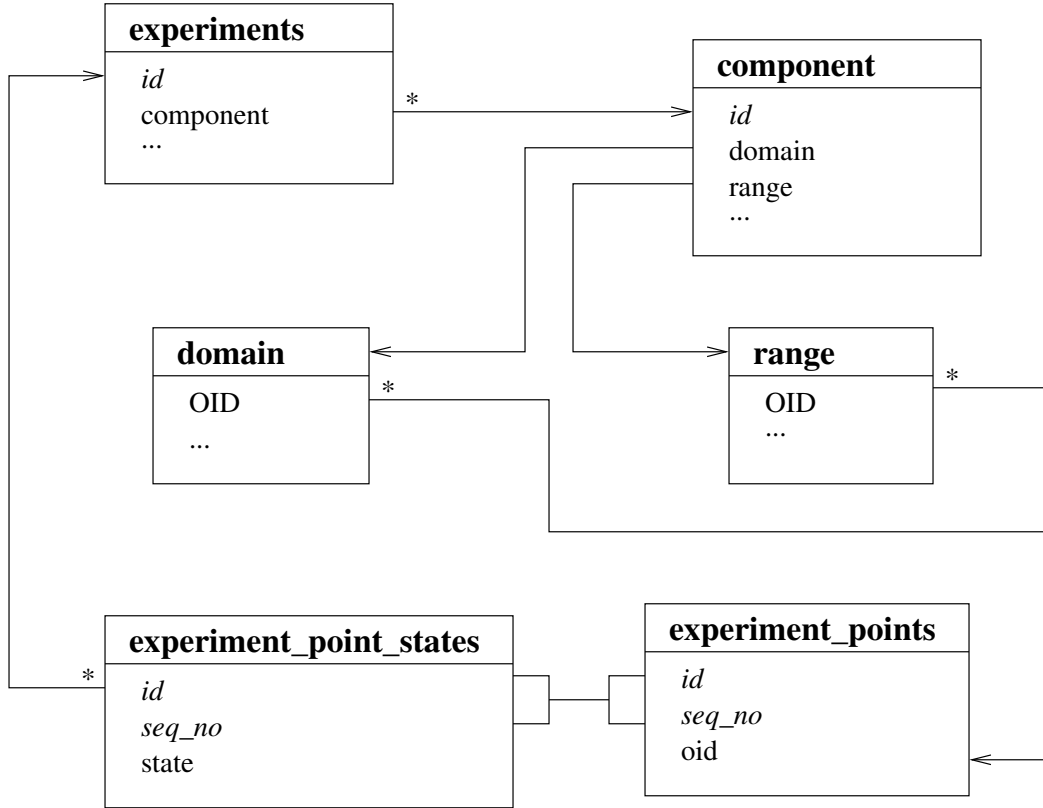 experiments
id
component
...
*
component
id
domain
range
...
domain
*
OID
...
range
*
OID
...
experiment_point_states
*
id
seq_no
state
experiment_points
id
seq_no
oid